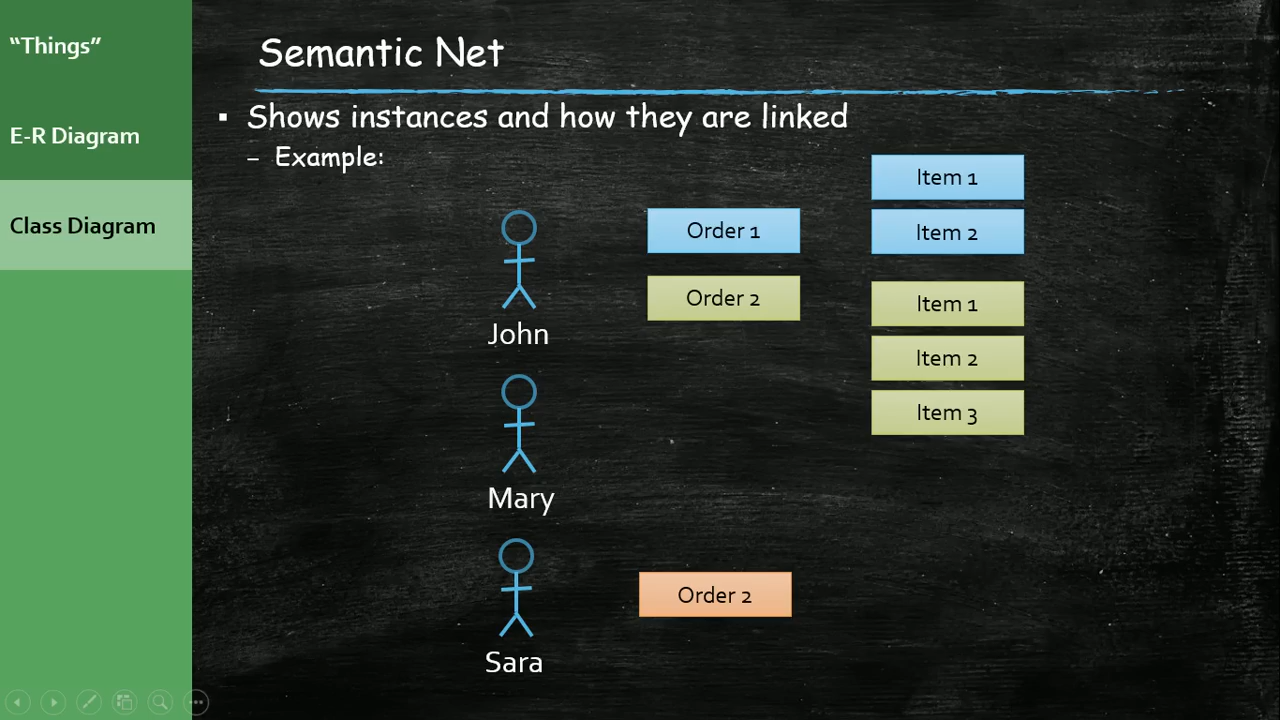 “Things”
E-R Diagram
Class Diagram
Semantic Net
▪ Shows instances and how they are linked
– Example:
Item 1
Order 1
Item 2
Order 2
Item 1
John
Item 2
Item 3
Mary
Order 2
Sara